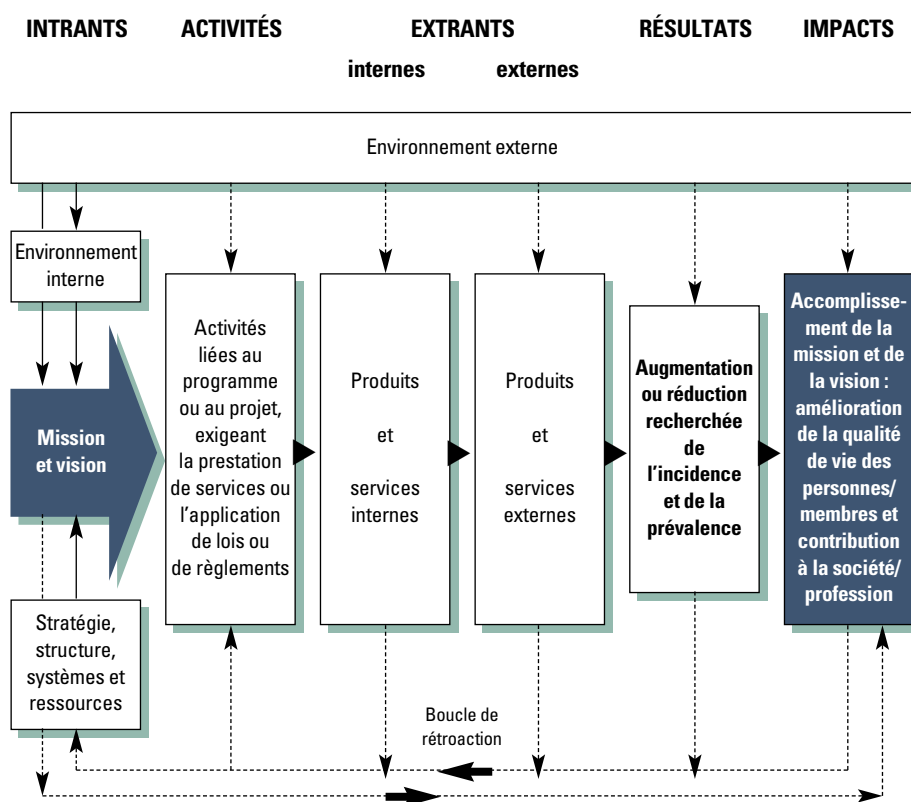 INTRANTS ACTIVITÉS EXTRANTS RÉSULTATS IMPACTS
internes externes
Environnement externe
Environnement
interne
Mission
et vision
Stratégie,
structure,
systèmes et
ressources
Activités
liées au
programme
ou au projet,
exigeant
la prestation
de services ou
l'application
de lois ou
de règlements
Produits
et
services
internes
Produits
et
services
externes
Augmentation
ou réduction
recherchée
de
l'incidence
et de la
prévalence
Accomplisse-
ment de la
mission et de
la vision :
amélioration
de la qualité
de vie des
personnes/
membres et
contribution
à la société/
profession
Boucle de
rétroaction